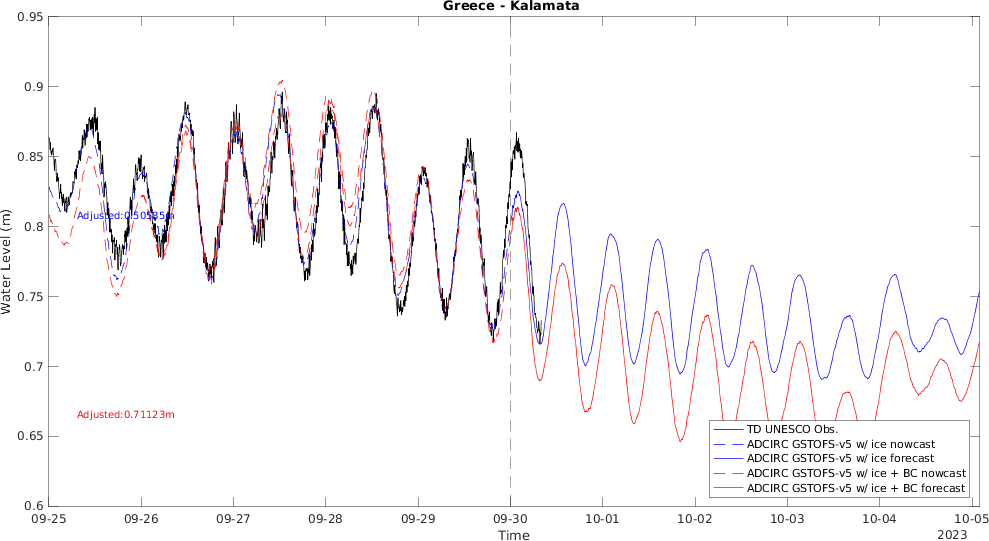 Greece - Kalamata
0.95
0.9
0.85
0.8
0.75
0.7
0.65
0.6
Water Level (m)
Adjusted:0.50535m
Adjusted:0.71123m
TD UNESCO Obs.
ADCIRC GSTOFS-v5 w/ ice nowcast
ADCIRC GSTOFS-v5 w/ ice forecast
ADCIRC GSTOFS-v5 w/ ice + BC nowcast
ADCIRC GSTOFS-v5 w/ ice + BC forecast
09-25 09-26 09-27 09-28 09-29 09-30 10-01 10-02 10-03 10-04 10-05
Time
2023